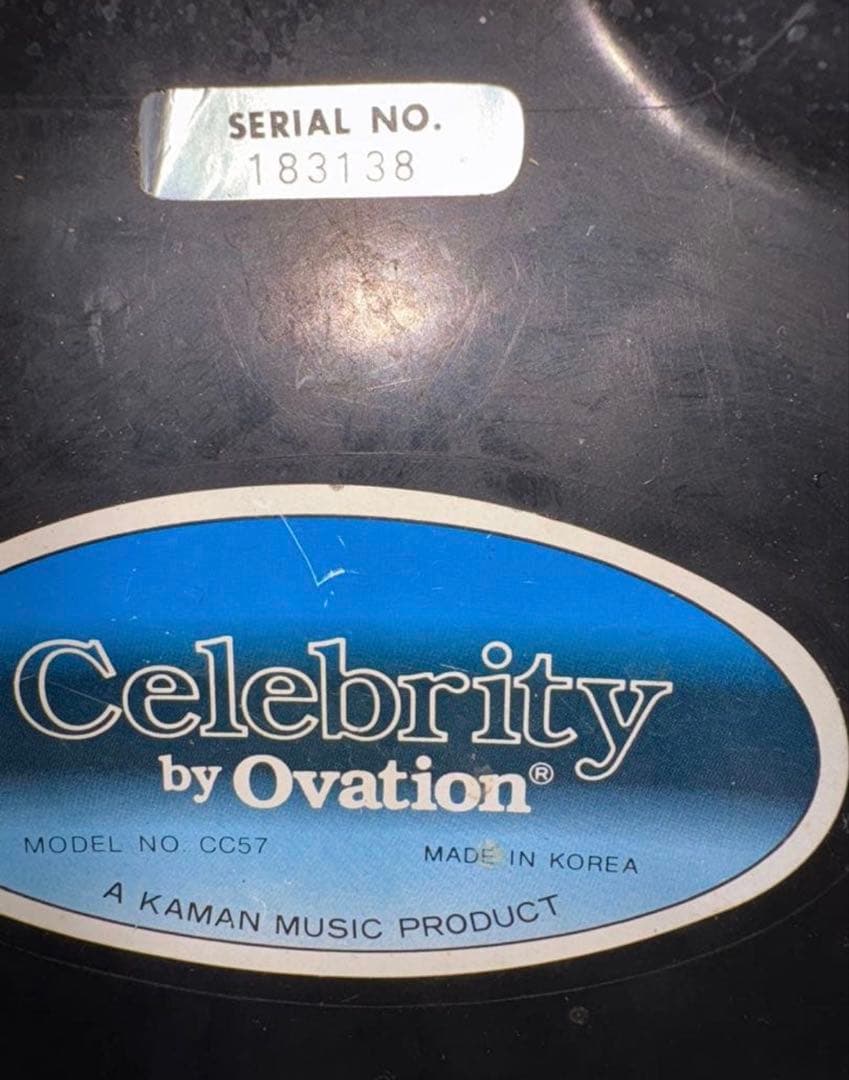 SERIAL NO.
183138
Celebrity
by Ovation®
MODEL NO. CC57
MADE IN KOREA
A KAMAN MUSIC PRODUCT